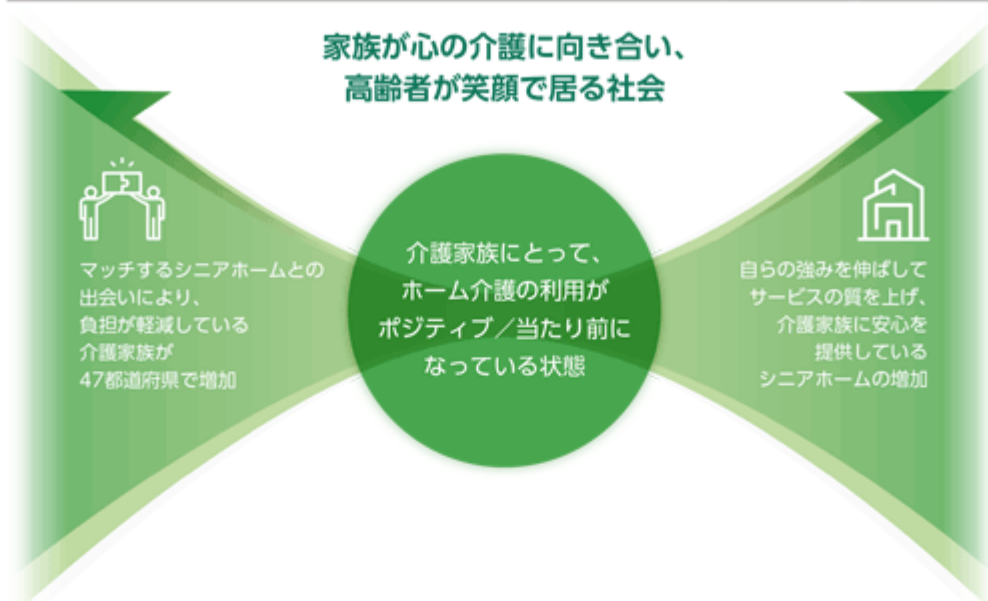 家族が心の介護に向き合い、
高齢者が笑顔で居る社会
マッチするシニアホームとの
出会いにより、
負担が軽減している
介護家族が
47都道府県で増加
介護家族にとって、
ホーム介護の利用が
ポジティブ／当たり前に
なっている状態
自らの強みを伸ばして
サービスの質を上げ、
介護家族に安心を
提供している
シニアホームの増加